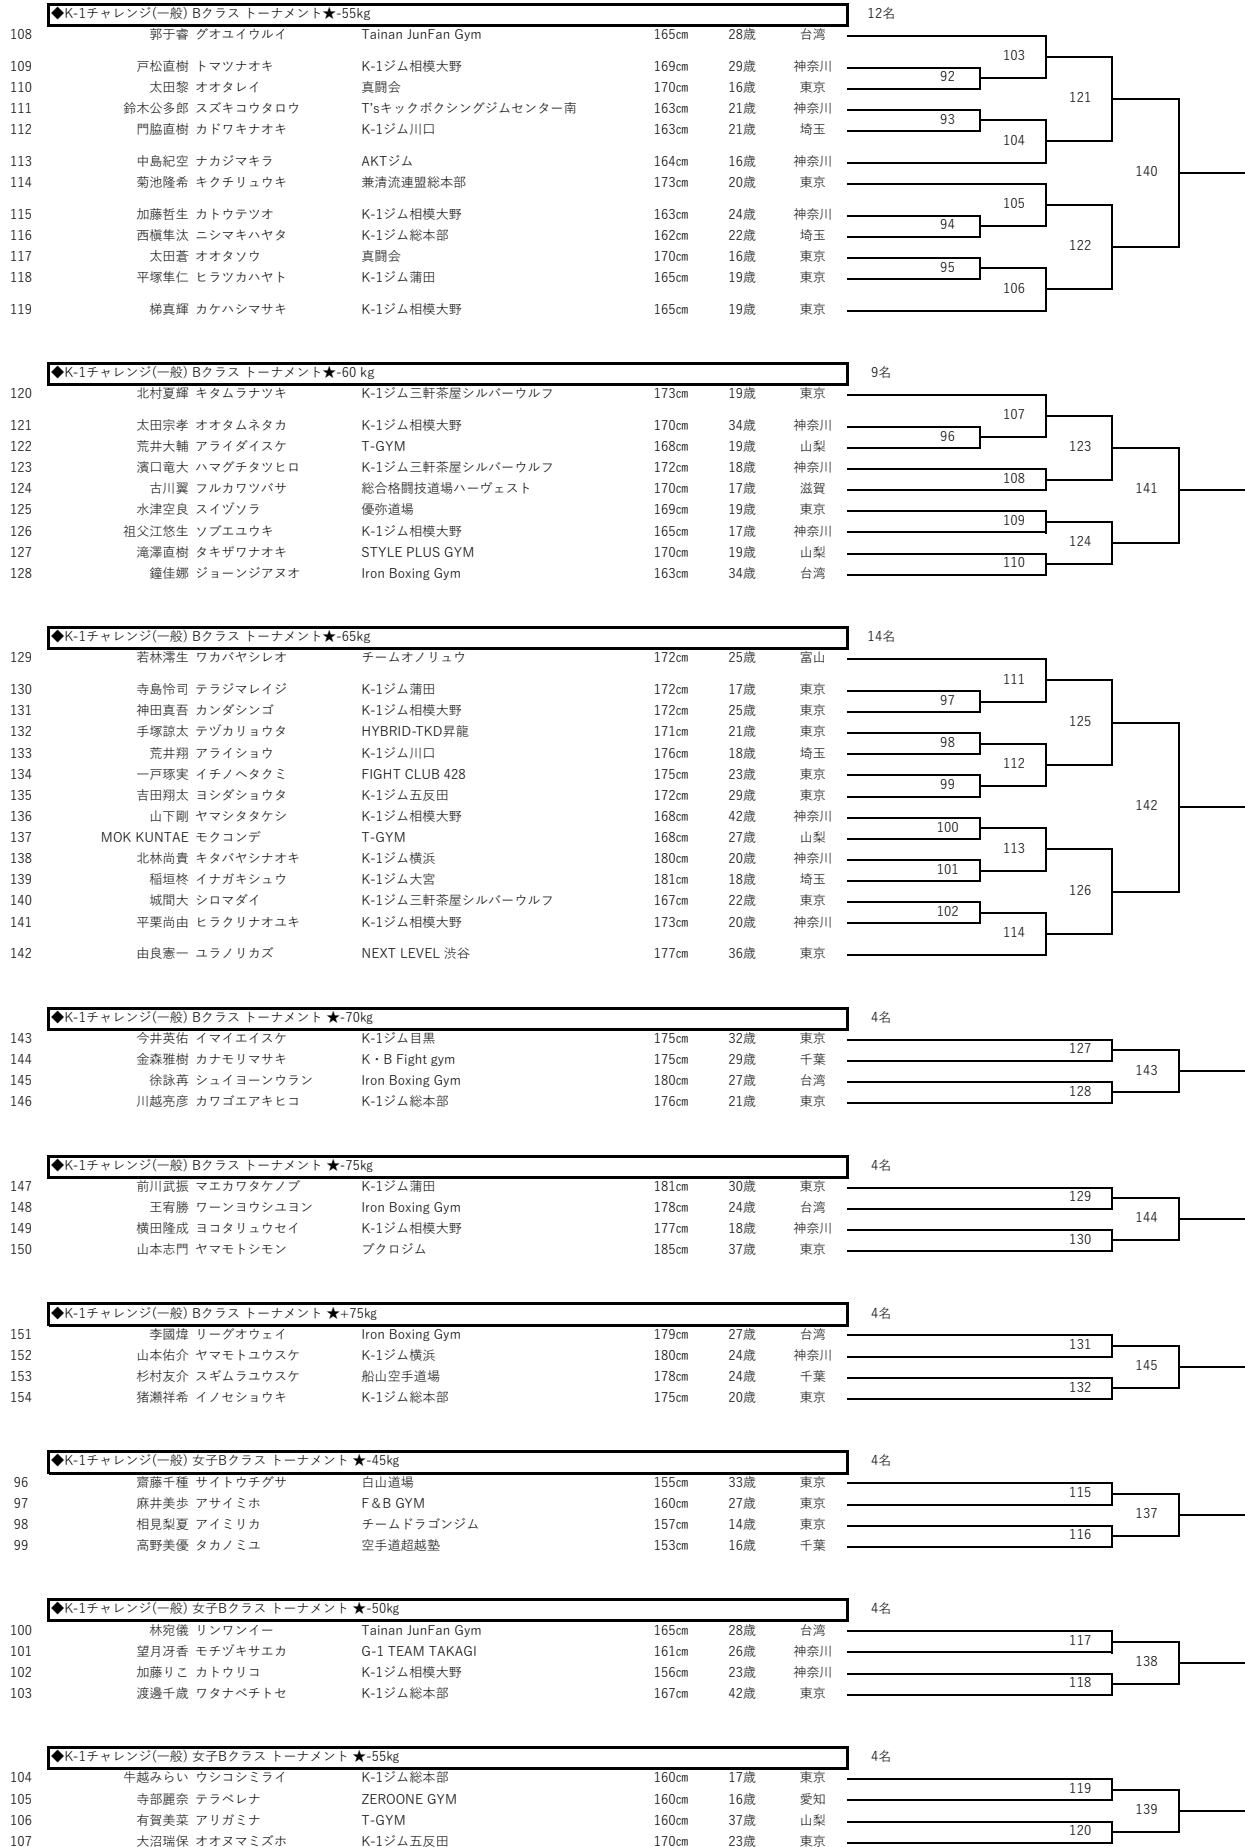 ◆K-1チャレンジ(一般) Bクラス トーナメント★-55kg 12名
108 郭于睿 グオユイウルイ Tainan JunFan Gym 165㎝ 28歳 台湾
103
109 戸松直樹 トマツナオキ K-1ジム相模大野 169㎝ 29歳 神奈川
92
110 太田黎 オオタレイ 真闘会 170㎝ 16歳 東京
121
111 鈴木公多郎 スズキコウタロウ T'sキックボクシングジムセンター南 163㎝ 21歳 神奈川
93
112 門脇直樹 カドワキナオキ K-1ジム川口 163㎝ 21歳 埼玉
104
113 中島紀空 ナカジマキラ AKTジム 164㎝ 16歳 神奈川
140
114 菊池隆希 キクチリュウキ 兼清流連盟総本部 173㎝ 20歳 東京
105
115 加藤哲生 カトウテツオ K-1ジム相模大野 163㎝ 24歳 神奈川
94
116 西槇隼汰 ニシマキハヤタ K-1ジム総本部 162㎝ 22歳 埼玉
122
117 太田蒼 オオタソウ 真闘会 170㎝ 16歳 東京
95
118 平塚隼仁 ヒラツカハヤト K-1ジム蒲田 165㎝ 19歳 東京
106
119 梯真輝 カケハシマサキ K-1ジム相模大野 165㎝ 19歳 東京
◆K-1チャレンジ(一般) Bクラス トーナメント★-60 kg 9名
120 北村夏輝 キタムラナツキ K-1ジム三軒茶屋シルバーウルフ 173㎝ 19歳 東京
107
121 太田宗孝 オオタムネタカ K-1ジム相模大野 170㎝ 34歳 神奈川
96
122 荒井大輔 アライダイスケ T-GYM 168㎝ 19歳 山梨
123
123 濱口竜大 ハマグチタツヒロ K-1ジム三軒茶屋シルバーウルフ 172㎝ 18歳 神奈川
108
124 古川翼 フルカワツバサ 総合格闘技道場ハーヴェスト 170㎝ 17歳 滋賀
141
125 水津空良 スイヅソラ 優弥道場 169㎝ 19歳 東京
109
126 祖父江悠生 ソブエユウキ K-1ジム相模大野 165㎝ 17歳 神奈川
124
127 滝澤直樹 タキザワナオキ STYLE PLUS GYM 170㎝ 19歳 山梨
110
128 鐘佳娜 ジョーンジアヌオ Iron Boxing Gym 163㎝ 34歳 台湾
◆K-1チャレンジ(一般) Bクラス トーナメント★-65kg 14名
129 若林澪生 ワカバヤシレオ チームオノリュウ 172㎝ 25歳 富山
111
130 寺島怜司 テラジマレイジ K-1ジム蒲田 172㎝ 17歳 東京
97
131 神田真吾 カンダシンゴ K-1ジム相模大野 172㎝ 25歳 東京
125
132 手塚諒太 テヅカリョウタ HYBRID-TKD昇龍 171㎝ 21歳 東京
98
133 荒井翔 アライショウ K-1ジム川口 176㎝ 18歳 埼玉
112
134 一戸琢実 イチノヘタクミ FIGHT CLUB 428 175㎝ 23歳 東京
99
135 吉田翔太 ヨシダショウタ K-1ジム五反田 172㎝ 29歳 東京
142
136 山下剛 ヤマシタタケシ K-1ジム相模大野 168㎝ 42歳 神奈川
100
137 MOK KUNTAE モクコンデ T-GYM 168㎝ 27歳 山梨
113
138 北林尚貴 キタバヤシナオキ K-1ジム横浜 180㎝ 20歳 神奈川
101
139 稲垣柊 イナガキシュウ K-1ジム大宮 181㎝ 18歳 埼玉
126
140 城間大 シロマダイ K-1ジム三軒茶屋シルバーウルフ 167㎝ 22歳 東京
102
141 平栗尚由 ヒラクリナオユキ K-1ジム相模大野 173㎝ 20歳 神奈川
114
142 由良憲一 ユラノリカズ NEXT LEVEL 渋谷 177㎝ 36歳 東京
◆K-1チャレンジ(一般) Bクラス トーナメント ★-70kg 4名
143 今井英佑 イマイエイスケ K-1ジム目黒 175㎝ 32歳 東京
127
144 金森雅樹 カナモリマサキ K・B Fight gym 175㎝ 29歳 千葉
143
145 徐詠苒 シュイヨーンウラン Iron Boxing Gym 180㎝ 27歳 台湾
128
146 川越亮彦 カワゴエアキヒコ K-1ジム総本部 176㎝ 21歳 東京
◆K-1チャレンジ(一般) Bクラス トーナメント ★-75kg 4名
147 前川武振 マエカワタケノブ K-1ジム蒲田 181㎝ 30歳 東京
129
148 王宥勝 ワーンヨウシユヨン Iron Boxing Gym 178㎝ 24歳 台湾
144
149 横田隆成 ヨコタリュウセイ K-1ジム相模大野 177㎝ 18歳 神奈川
130
150 山本志門 ヤマモトシモン ブクロジム 185㎝ 37歳 東京
◆K-1チャレンジ(一般) Bクラス トーナメント ★+75kg 4名
151 李國煒 リーグオウェイ Iron Boxing Gym 179㎝ 27歳 台湾
131
152 山本佑介 ヤマモトユウスケ K-1ジム横浜 180㎝ 24歳 神奈川
145
153 杉村友介 スギムラユウスケ 船山空手道場 178㎝ 24歳 千葉
132
154 猪瀬祥希 イノセショウキ K-1ジム総本部 175㎝ 20歳 東京
◆K-1チャレンジ(一般) 女子Bクラス トーナメント ★-45kg 4名
96 齋藤千種 サイトウチグサ 白山道場 155㎝ 33歳 東京
115
97 麻井美歩 アサイミホ F＆B GYM 160㎝ 27歳 東京
137
98 相見梨夏 アイミリカ チームドラゴンジム 157㎝ 14歳 東京
116
99 高野美優 タカノミユ 空手道超越塾 153㎝ 16歳 千葉
◆K-1チャレンジ(一般) 女子Bクラス トーナメント ★-50kg 4名
100 林宛儀 リンワンイー Tainan JunFan Gym 165㎝ 28歳 台湾
117
101 望月冴香 モチヅキサエカ G-1 TEAM TAKAGI 161㎝ 26歳 神奈川
138
102 加藤りこ カトウリコ K-1ジム相模大野 156㎝ 23歳 神奈川
118
103 渡邊千歳 ワタナベチトセ K-1ジム総本部 167㎝ 42歳 東京
◆K-1チャレンジ(一般) 女子Bクラス トーナメント ★-55kg 4名
104 牛越みらい ウシコシミライ K-1ジム総本部 160㎝ 17歳 東京
119
105 寺部麗奈 テラベレナ ZEROONE GYM 160㎝ 16歳 愛知
139
106 有賀美菜 アリガミナ T-GYM 160㎝ 37歳 山梨
120
107 大沼瑞保 オオヌマミズホ K-1ジム五反田 170㎝ 23歳 東京